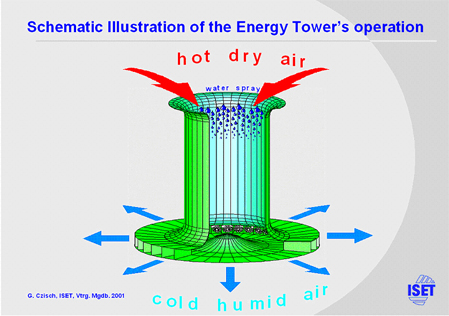 Schematic Illustration of the Energy Tower's operation
hot dry air
water spray
G. Czisch, ISET, Vtrg. Mgdb. 2001
cold humid air
ISET